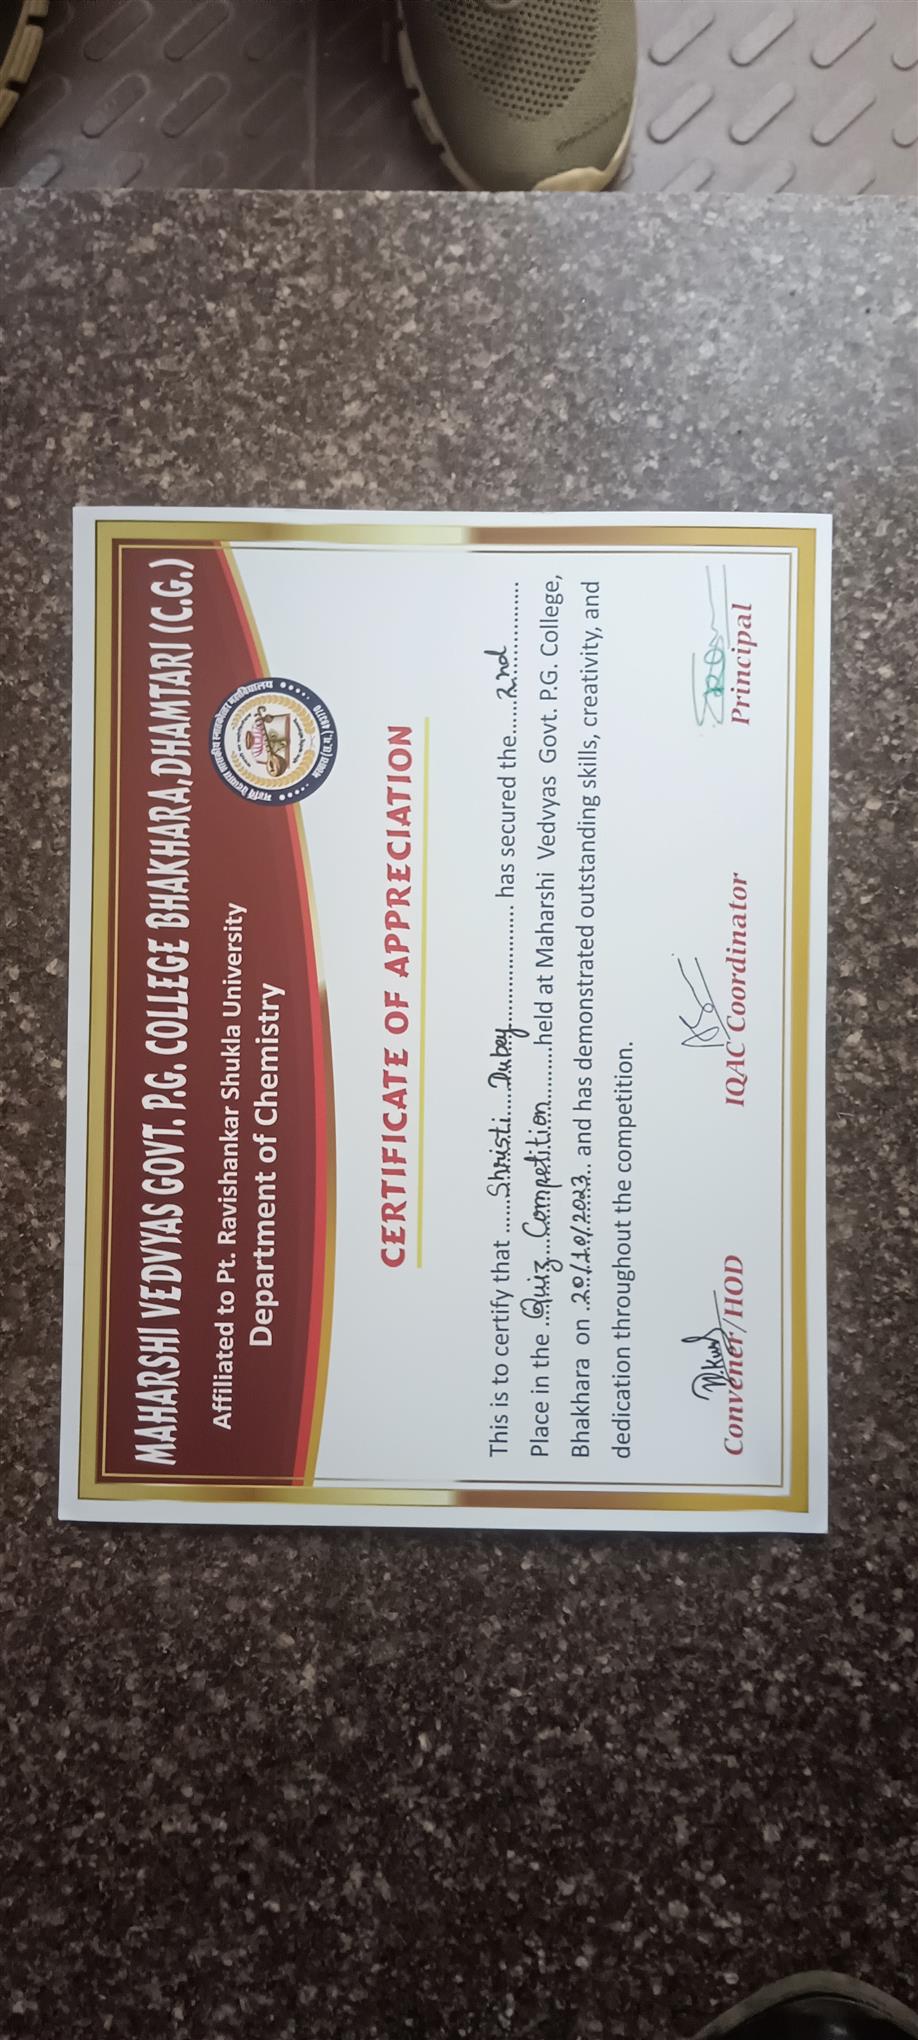 MAHARSHI VEDVYAS GOVT. P.G. COLLEGE BHAKHARA,DHAMTARI (C.G.)
Affiliated to Pt. Ravishankar Shukla University
Department of Chemistry
CERTIFICATE OF APPRECIATION
This is to certify that ......Shristi....Dubey.................. has secured the......2nd............
Place in the ..Quiz...Competition..........held at Maharshi Vedvyas Govt. P.G. College,
Bhakhara on ..20/10/2023.. and has demonstrated outstanding skills, creativity, and
dedication throughout the competition.
Convener/HOD
IQAC Coordinator
Principal